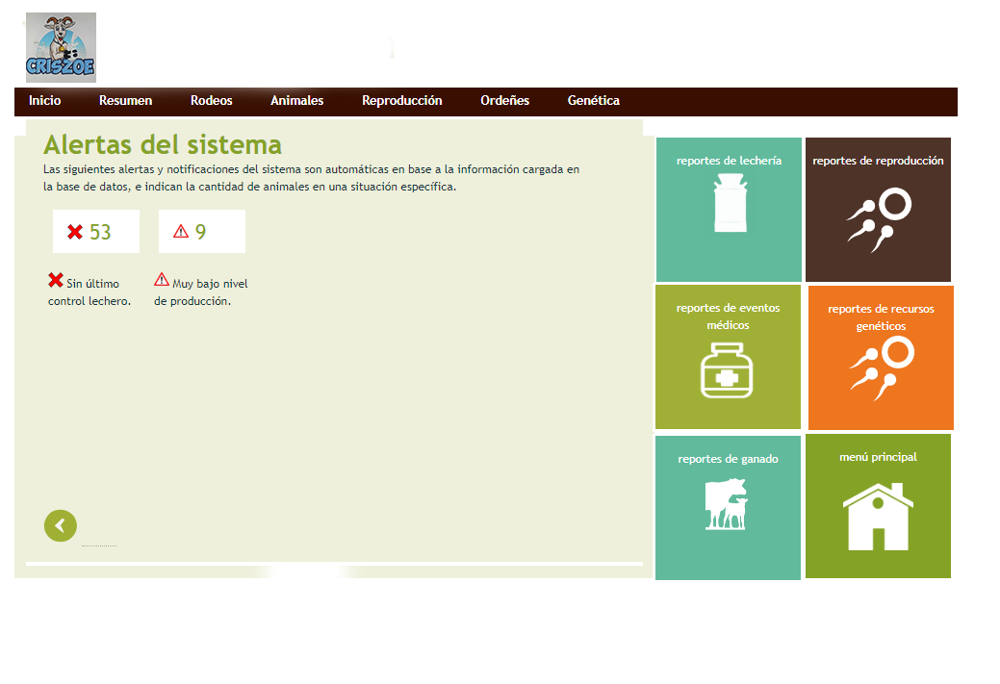 CRISZOE
Inicio Resumen Rodeos Animales Reproducción Ordeñes Genética
Alertas del sistema
Las siguientes alertas y notificaciones del sistema son automáticas en base a la información cargada en
la base de datos, e indican la cantidad de animales en una situación específica.
53 9
Sin último
control lechero.
Muy bajo nivel
de producción.
reportes de lechería
reportes de reproducción
reportes de eventos
médicos
reportes de recursos
genéticos
reportes de ganado
menú principal